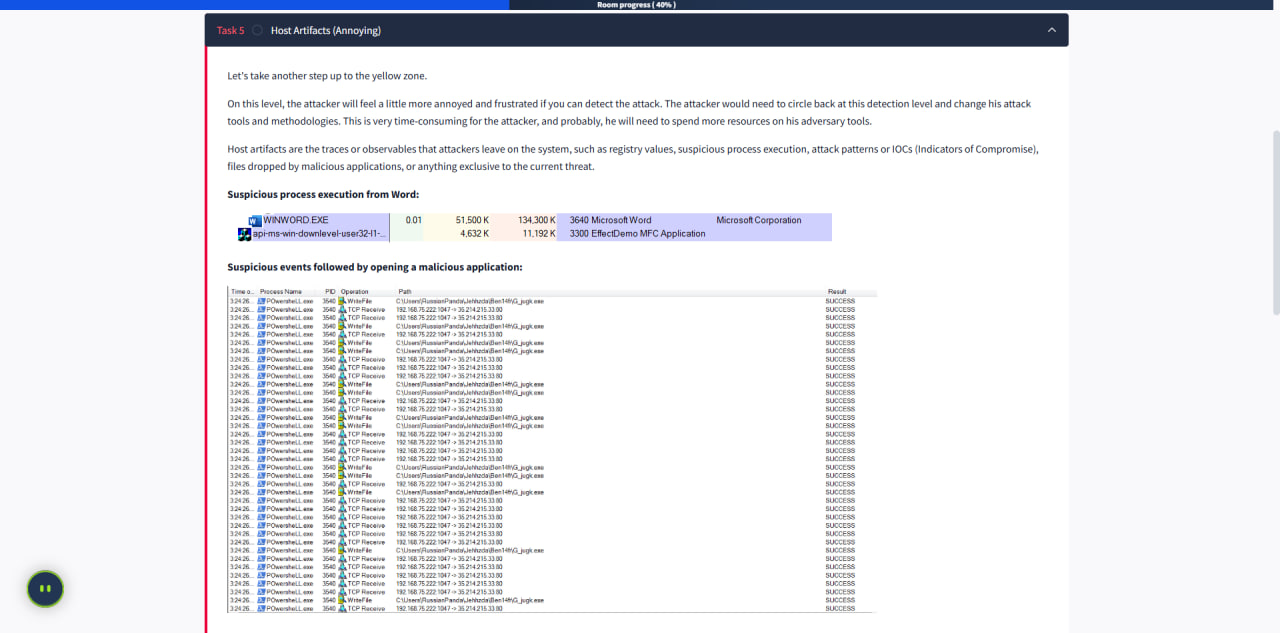 Room progress ( 40% )
Task 5 Host Artifacts (Annoying)
Let's take another step up to the yellow zone.
On this level, the attacker will feel a little more annoyed and frustrated if you can detect the attack. The attacker would need to circle back at this detection level and change his attack
tools and methodologies. This is very time-consuming for the attacker, and probably, he will need to spend more resources on his adversary tools.
Host artifacts are the traces or observables that attackers leave on the system, such as registry values, suspicious process execution, attack patterns or IOCs (Indicators of Compromise),
files dropped by malicious applications, or anything exclusive to the current threat.
Suspicious process execution from Word:
WINWORD.EXE 0.01 51,500 K 134,300 K 3640 Microsoft Word Microsoft Corporation
api-ms-win-downlevel-user32-l1-... 4,632 K 11,192 K 3300 EffectDemo MFC Application
Suspicious events followed by opening a malicious application:
Time o... Process Name PID Operation Path Result
3:24:26... POwersheLL.exe 3540 WriteFile C:\Users\RussianPanda\Jehhzda\Ben14fr\G_jugk.exe SUCCESS
3:24:26... POwersheLL.exe 3540 TCP Receive 192.168.75.222:1047 -> 35.214.215.33:80 SUCCESS
3:24:26... POwersheLL.exe 3540 TCP Receive 192.168.75.222:1047 -> 35.214.215.33:80 SUCCESS
3:24:26... POwersheLL.exe 3540 WriteFile C:\Users\RussianPanda\Jehhzda\Ben14fr\G_jugk.exe SUCCESS
3:24:26... POwersheLL.exe 3540 TCP Receive 192.168.75.222:1047 -> 35.214.215.33:80 SUCCESS
3:24:26... POwersheLL.exe 3540 WriteFile C:\Users\RussianPanda\Jehhzda\Ben14fr\G_jugk.exe SUCCESS
3:24:26... POwersheLL.exe 3540 WriteFile C:\Users\RussianPanda\Jehhzda\Ben14fr\G_jugk.exe SUCCESS
3:24:26... POwersheLL.exe 3540 TCP Receive 192.168.75.222:1047 -> 35.214.215.33:80 SUCCESS
3:24:26... POwersheLL.exe 3540 TCP Receive 192.168.75.222:1047 -> 35.214.215.33:80 SUCCESS
3:24:26... POwersheLL.exe 3540 TCP Receive 192.168.75.222:1047 -> 35.214.215.33:80 SUCCESS
3:24:26... POwersheLL.exe 3540 WriteFile C:\Users\RussianPanda\Jehhzda\Ben14fr\G_jugk.exe SUCCESS
3:24:26... POwersheLL.exe 3540 WriteFile C:\Users\RussianPanda\Jehhzda\Ben14fr\G_jugk.exe SUCCESS
3:24:26... POwersheLL.exe 3540 TCP Receive 192.168.75.222:1047 -> 35.214.215.33:80 SUCCESS
3:24:26... POwersheLL.exe 3540 TCP Receive 192.168.75.222:1047 -> 35.214.215.33:80 SUCCESS
3:24:26... POwersheLL.exe 3540 WriteFile C:\Users\RussianPanda\Jehhzda\Ben14fr\G_jugk.exe SUCCESS
3:24:26... POwersheLL.exe 3540 WriteFile C:\Users\RussianPanda\Jehhzda\Ben14fr\G_jugk.exe SUCCESS
3:24:26... POwersheLL.exe 3540 TCP Receive 192.168.75.222:1047 -> 35.214.215.33:80 SUCCESS
3:24:26... POwersheLL.exe 3540 TCP Receive 192.168.75.222:1047 -> 35.214.215.33:80 SUCCESS
3:24:26... POwersheLL.exe 3540 TCP Receive 192.168.75.222:1047 -> 35.214.215.33:80 SUCCESS
3:24:26... POwersheLL.exe 3540 TCP Receive 192.168.75.222:1047 -> 35.214.215.33:80 SUCCESS
3:24:26... POwersheLL.exe 3540 WriteFile C:\Users\RussianPanda\Jehhzda\Ben14fr\G_jugk.exe SUCCESS
3:24:26... POwersheLL.exe 3540 WriteFile C:\Users\RussianPanda\Jehhzda\Ben14fr\G_jugk.exe SUCCESS
3:24:26... POwersheLL.exe 3540 TCP Receive 192.168.75.222:1047 -> 35.214.215.33:80 SUCCESS
3:24:26... POwersheLL.exe 3540 WriteFile C:\Users\RussianPanda\Jehhzda\Ben14fr\G_jugk.exe SUCCESS
3:24:26... POwersheLL.exe 3540 TCP Receive 192.168.75.222:1047 -> 35.214.215.33:80 SUCCESS
3:24:26... POwersheLL.exe 3540 TCP Receive 192.168.75.222:1047 -> 35.214.215.33:80 SUCCESS
3:24:26... POwersheLL.exe 3540 TCP Receive 192.168.75.222:1047 -> 35.214.215.33:80 SUCCESS
3:24:26... POwersheLL.exe 3540 TCP Receive 192.168.75.222:1047 -> 35.214.215.33:80 SUCCESS
3:24:26... POwersheLL.exe 3540 TCP Receive 192.168.75.222:1047 -> 35.214.215.33:80 SUCCESS
3:24:26... POwersheLL.exe 3540 TCP Receive 192.168.75.222:1047 -> 35.214.215.33:80 SUCCESS
3:24:26... POwersheLL.exe 3540 WriteFile C:\Users\RussianPanda\Jehhzda\Ben14fr\G_jugk.exe SUCCESS
3:24:26... POwersheLL.exe 3540 TCP Receive 192.168.75.222:1047 -> 35.214.215.33:80 SUCCESS
3:24:26... POwersheLL.exe 3540 TCP Receive 192.168.75.222:1047 -> 35.214.215.33:80 SUCCESS
3:24:26... POwersheLL.exe 3540 TCP Receive 192.168.75.222:1047 -> 35.214.215.33:80 SUCCESS
3:24:26... POwersheLL.exe 3540 TCP Receive 192.168.75.222:1047 -> 35.214.215.33:80 SUCCESS
3:24:26... POwersheLL.exe 3540 TCP Receive 192.168.75.222:1047 -> 35.214.215.33:80 SUCCESS
3:24:26... POwersheLL.exe 3540 WriteFile C:\Users\RussianPanda\Jehhzda\Ben14fr\G_jugk.exe SUCCESS
3:24:26... POwersheLL.exe 3540 TCP Receive 192.168.75.222:1047 -> 35.214.215.33:80 SUCCESS